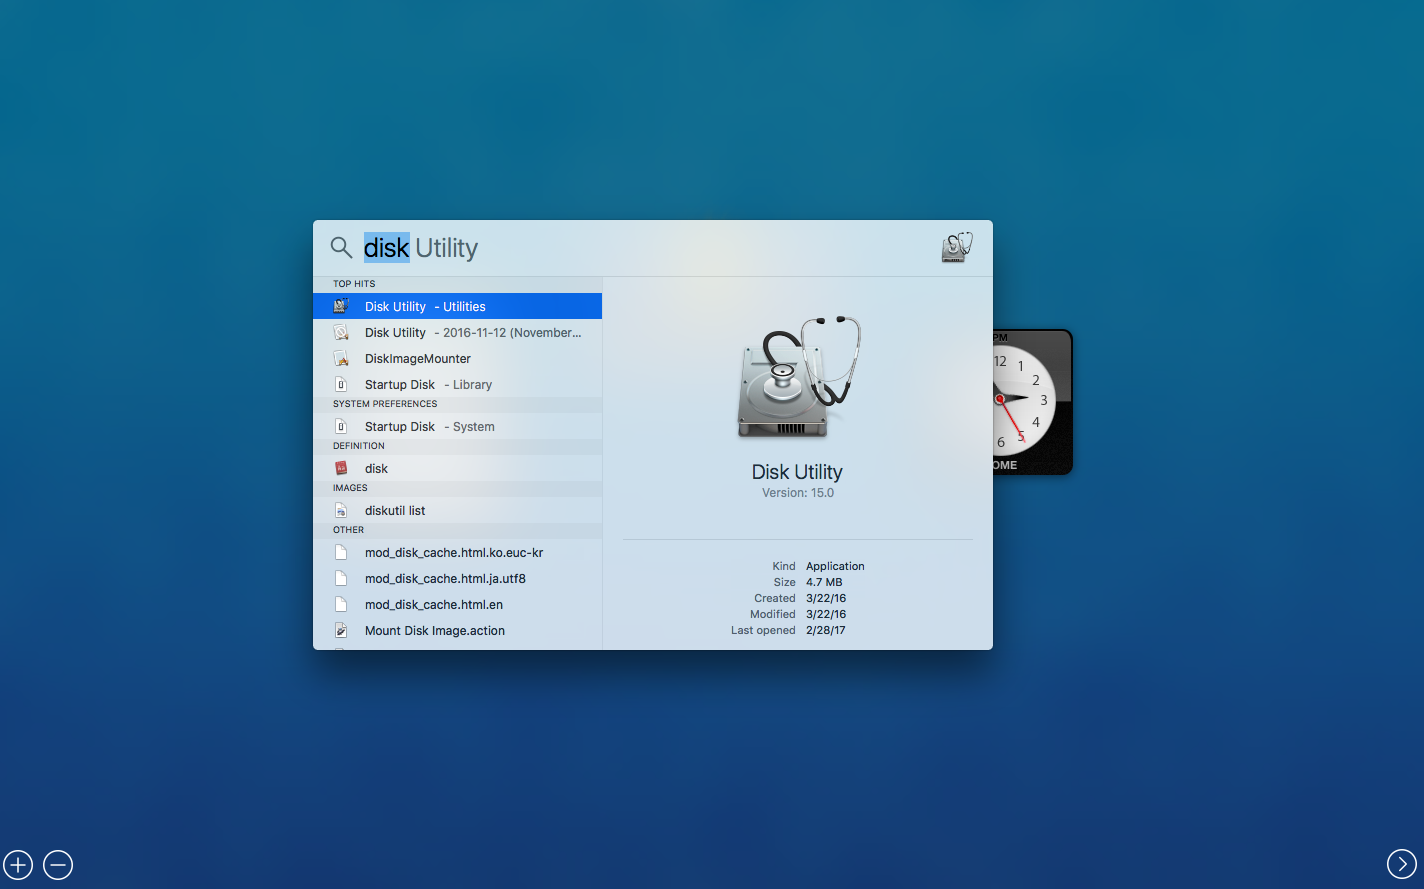 disk Utility
TOP HITS
Disk Utility - Utilities
Disk Utility - 2016-11-12 (November...
DiskImageMounter
Startup Disk - Library
SYSTEM PREFERENCES
Startup Disk - System
DEFINITION
disk
IMAGES
diskutil list
OTHER
mod_disk_cache.html.ko.euc-kr
mod_disk_cache.html.ja.utf8
mod_disk_cache.html.en
Mount Disk Image.action
Disk Utility
Version: 15.0
Kind Application
Size 4.7 MB
Created 3/22/16
Modified 3/22/16
Last opened 2/28/17
PM
12
1
2
3
4
5
6
OME